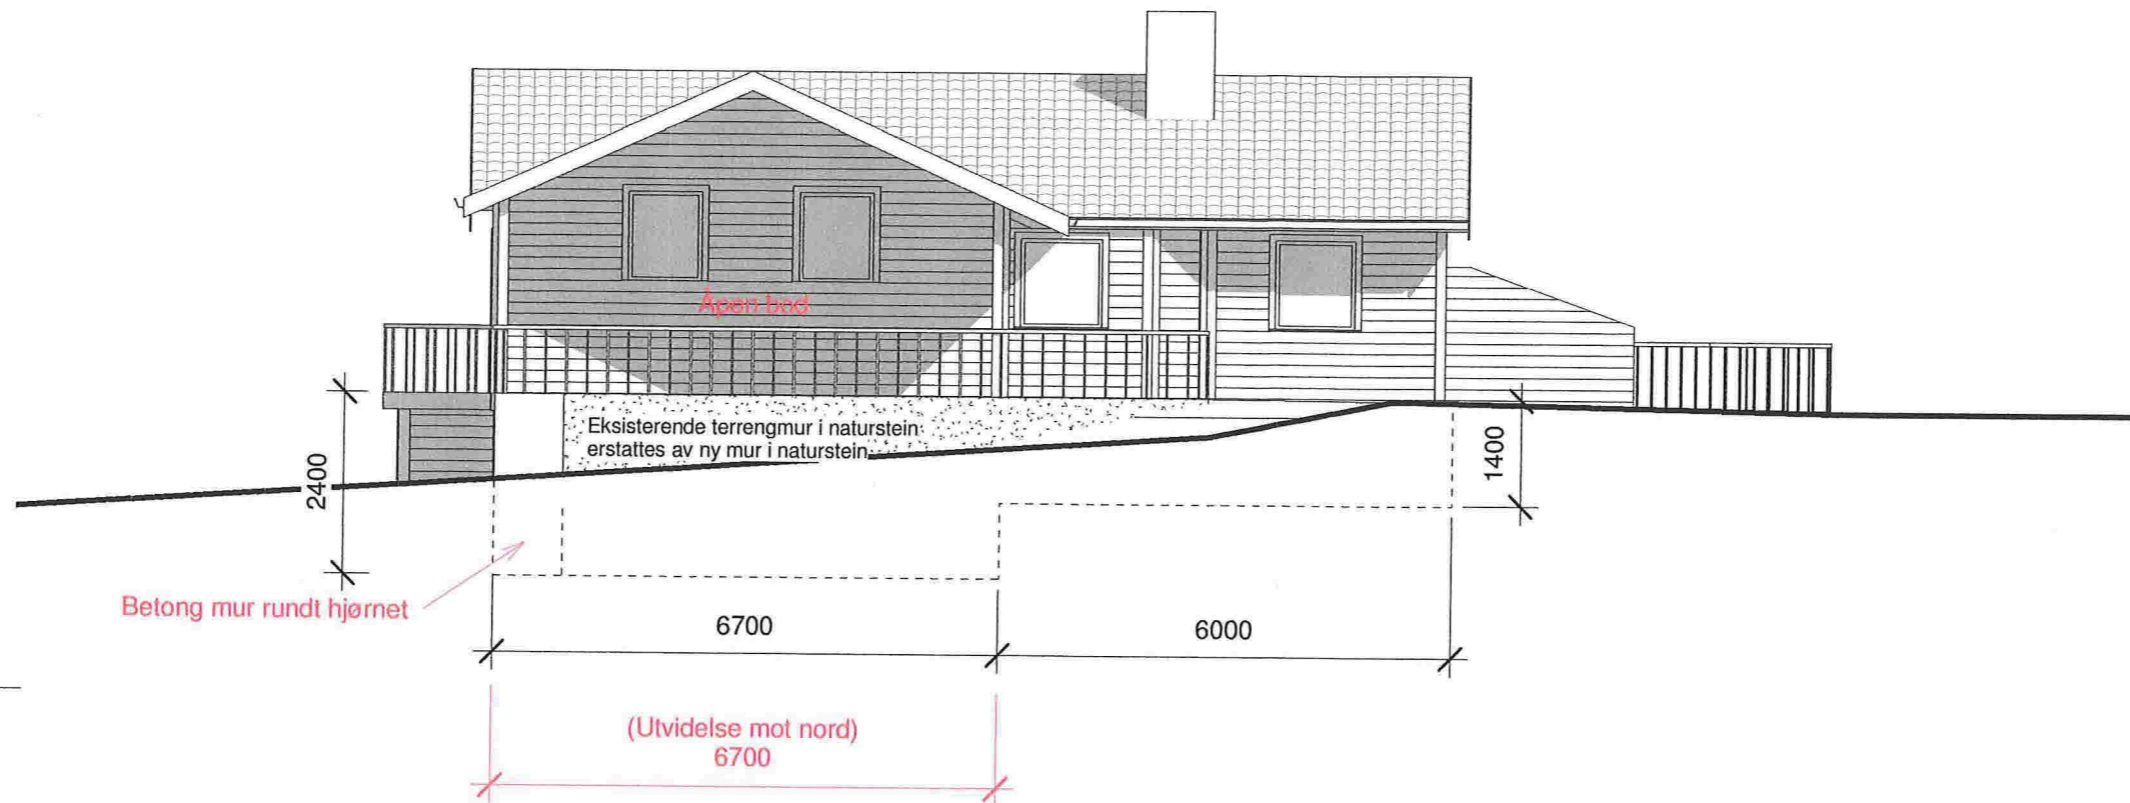 Åpen bod
Eksisterende terrengmur i naturstein
erstattes av ny mur i naturstein
2400
1400
Betong mur rundt hjørnet
6700
6000
(Utvidelse mot nord)
6700